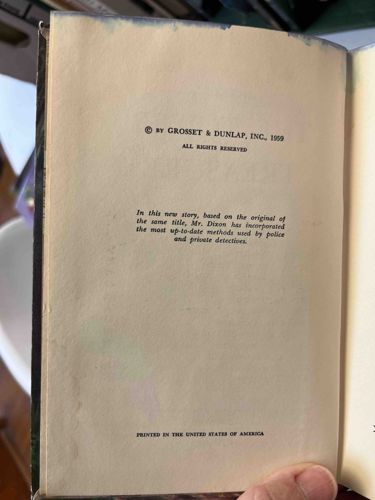 © BY GROSSET & DUNLAP, INC., 1959
ALL RIGHTS RESERVED
In this new story, based on the original of
the same title, Mr. Dixon has incorporated
the most up-to-date methods used by police
and private detectives.
PRINTED IN THE UNITED STATES OF AMERICA